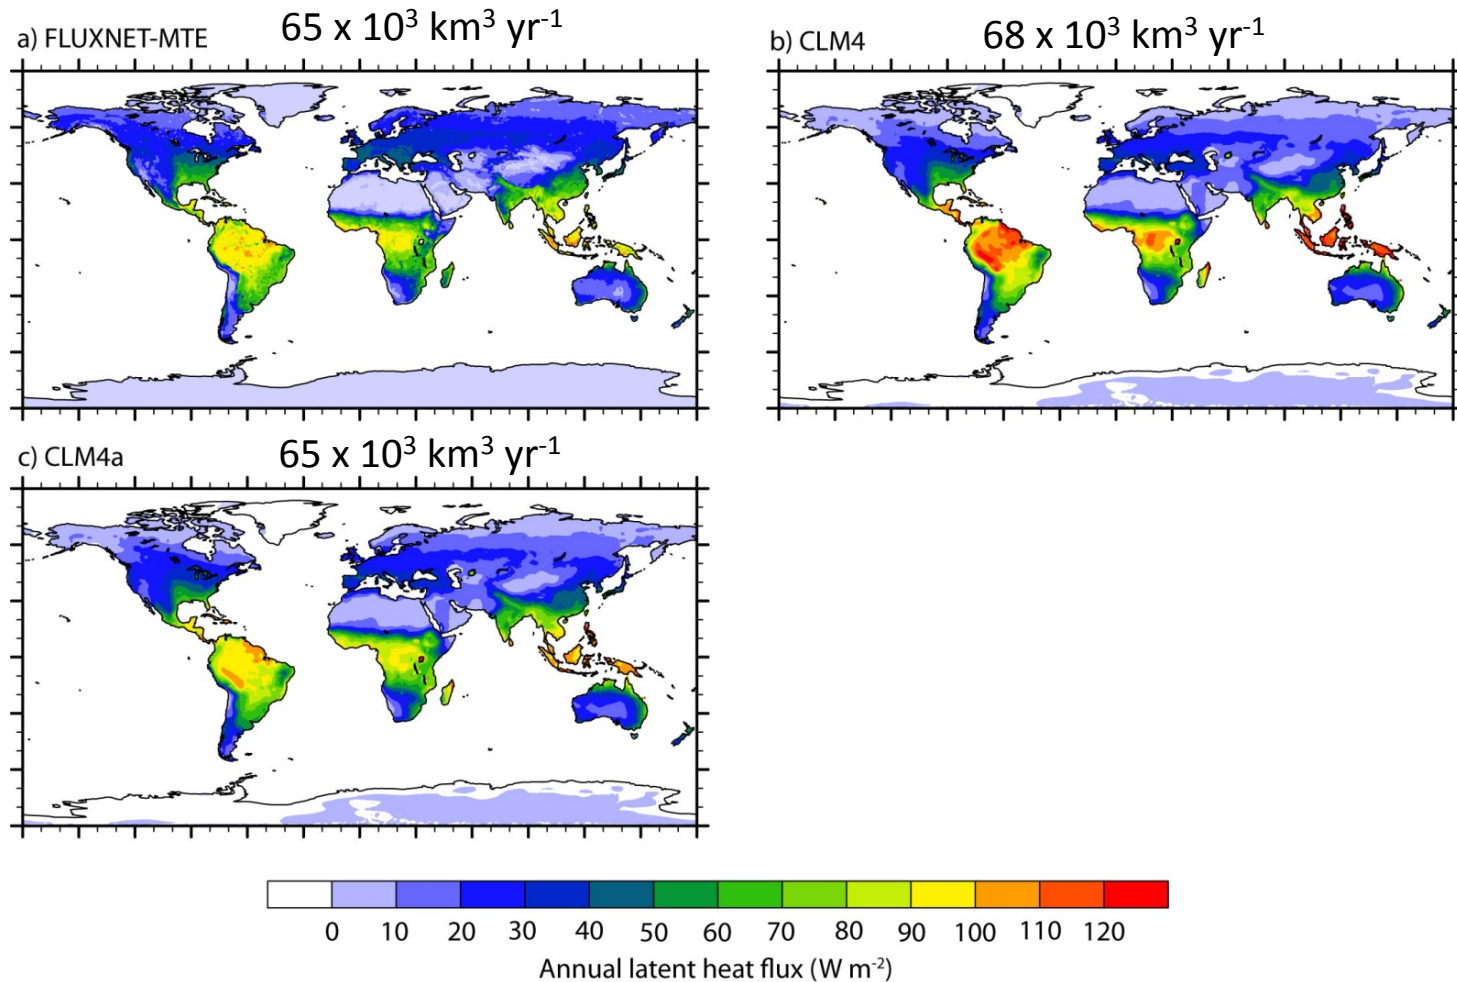 a) FLUXNET-MTE 65 x 10³ km³ yr⁻¹
b) CLM4 68 x 10³ km³ yr⁻¹
c) CLM4a 65 x 10³ km³ yr⁻¹
0 10 20 30 40 50 60 70 80 90 100 110 120
Annual latent heat flux (W m⁻²)